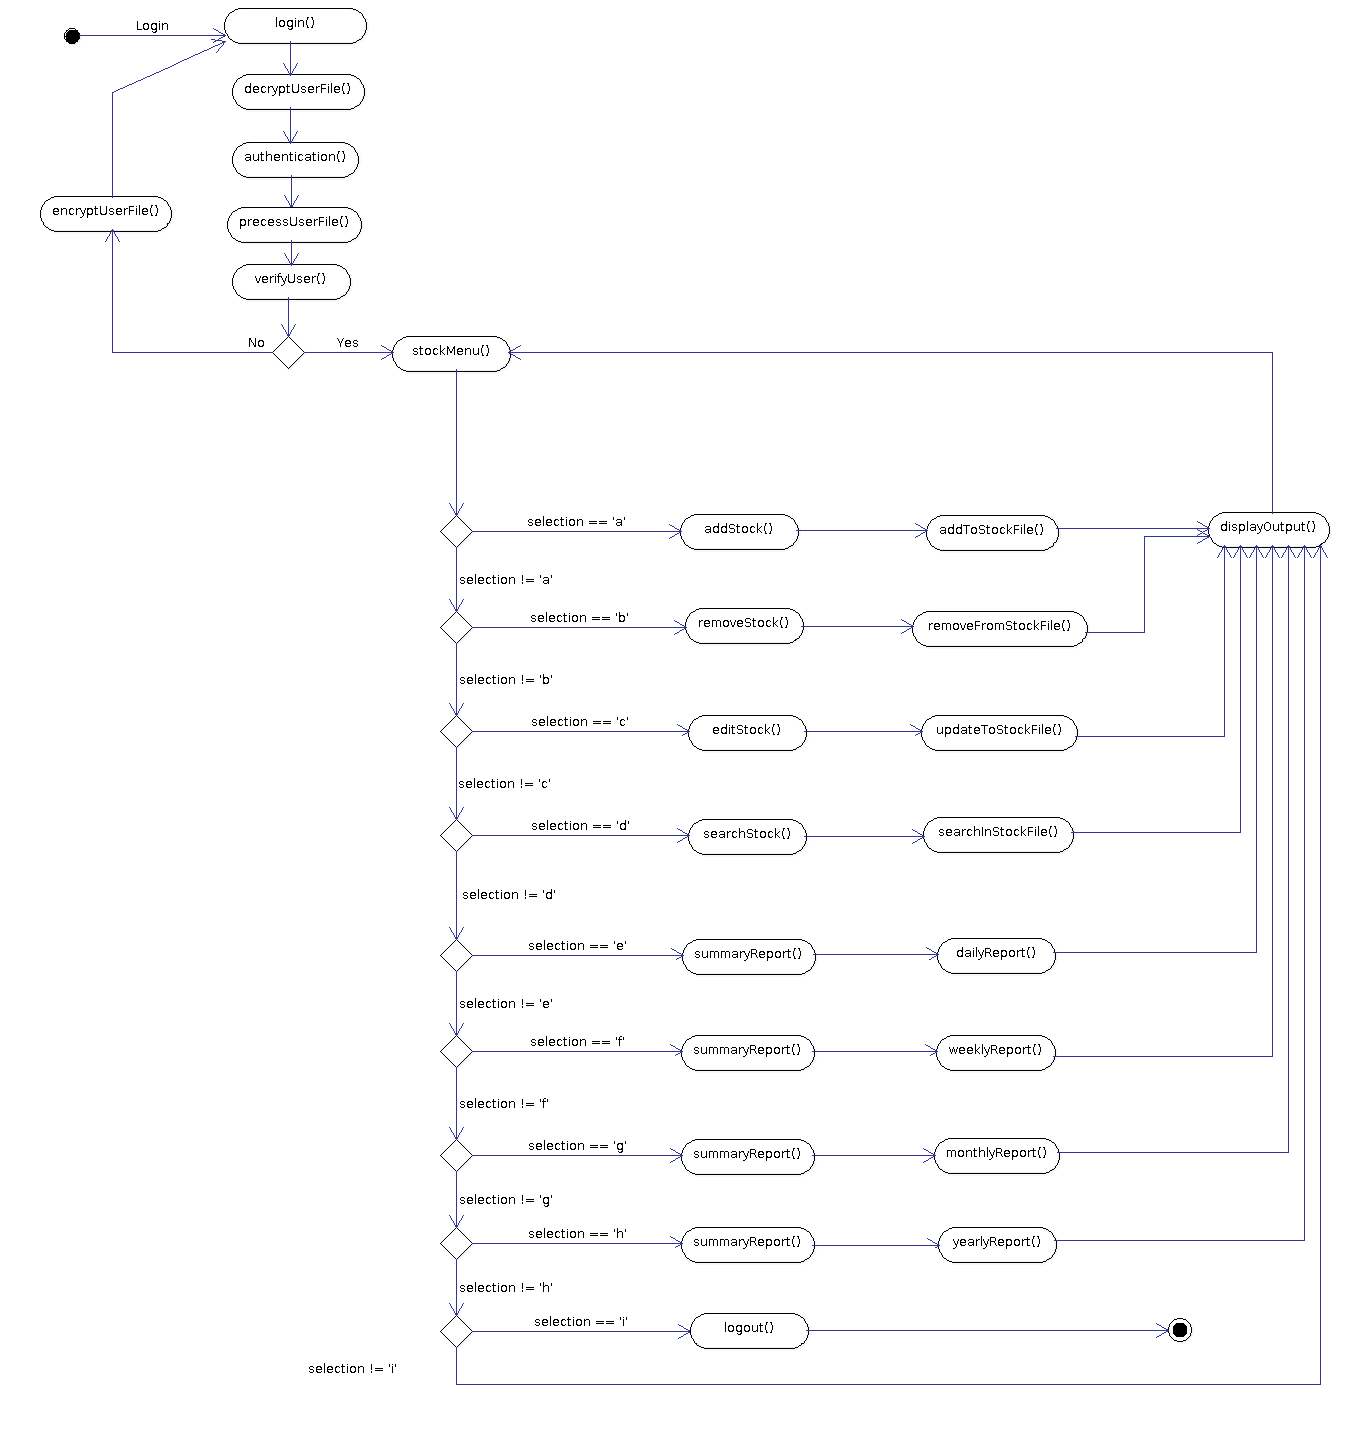 Login
login()
decryptUserFile()
authentication()
encryptUserFile()
precessUserFile()
verifyUser()
No
Yes
stockMenu()
selection == 'a'
addStock()
addToStockFile()
displayOutput()
selection != 'a'
selection == 'b'
removeStock()
removeFromStockFile()
selection != 'b'
selection == 'c'
editStock()
updateToStockFile()
selection != 'c'
selection == 'd'
searchStock()
searchInStockFile()
selection != 'd'
selection == 'e'
summaryReport()
dailyReport()
selection != 'e'
selection == 'f'
summaryReport()
weeklyReport()
selection != 'f'
selection == 'g'
summaryReport()
monthlyReport()
selection != 'g'
selection == 'h'
summaryReport()
yearlyReport()
selection != 'h'
selection == 'i'
logout()
selection != 'i'